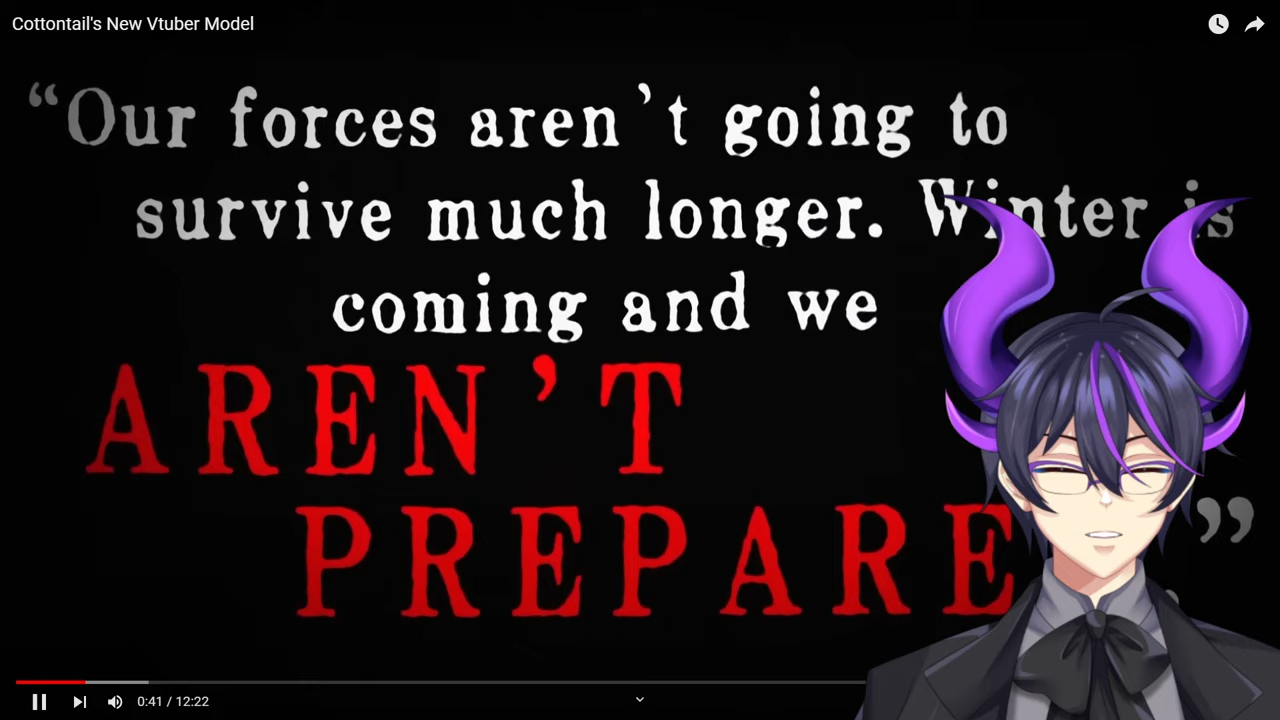 Cottontail's New Vtuber Model
“Our forces aren't going to
survive much longer. Winter is
coming and we
AREN'T
PREPARE ”
0:41 / 12:22